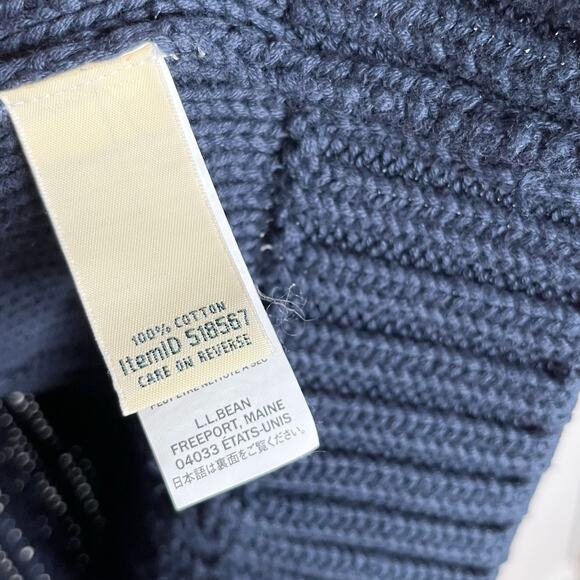 100% COTTON
ItemID 518567
CARE ON REVERSE
L.L.BEAN
FREEPORT, MAINE
04033 ÉTATS-UNIS
日本語は裏面をご覧ください。